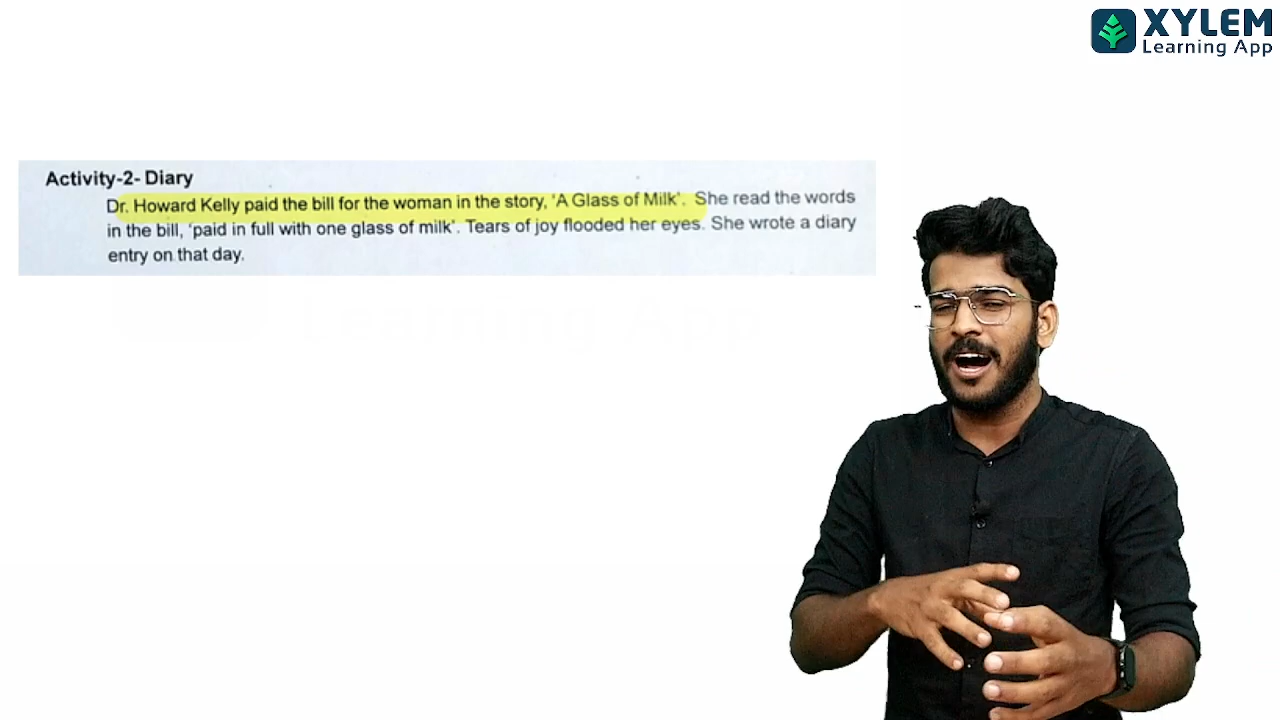 XYLEM
Learning App
Activity-2- Diary
Dr. Howard Kelly paid the bill for the woman in the story, 'A Glass of Milk'. She read the words
in the bill, 'paid in full with one glass of milk'. Tears of joy flooded her eyes. She wrote a diary
entry on that day.
Learning App